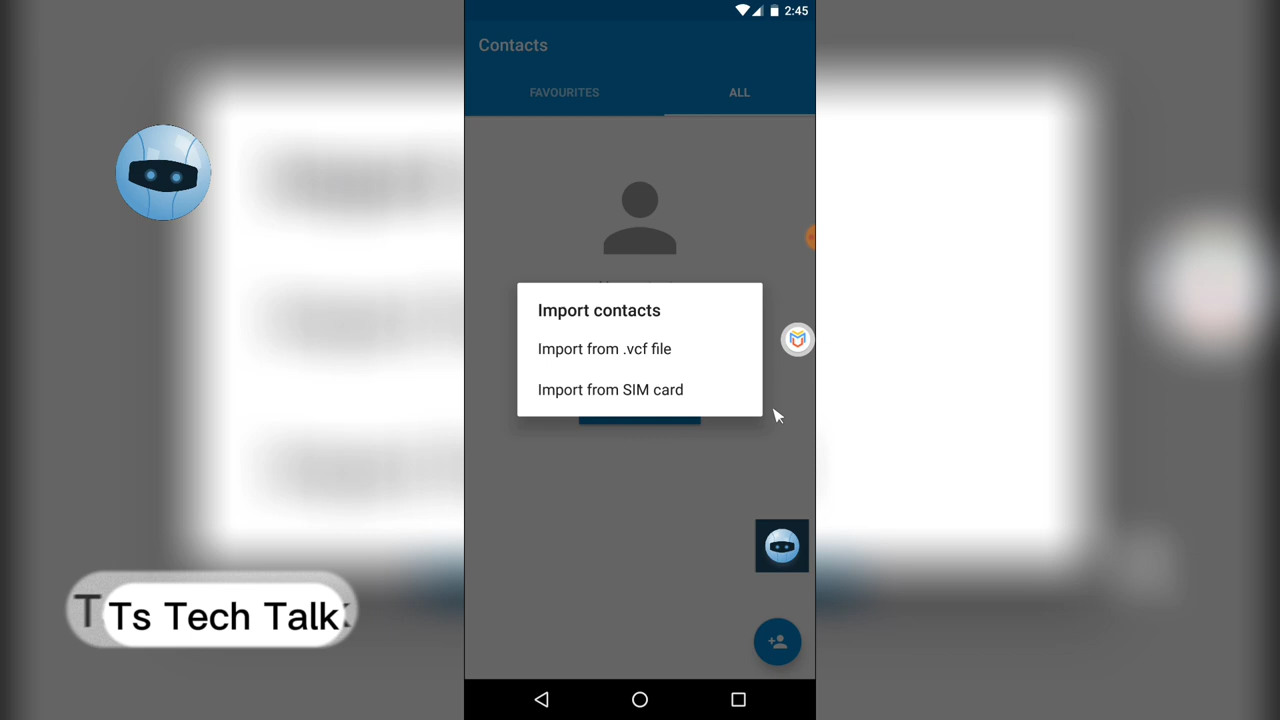 2:45
Contacts
FAVOURITES
ALL
Import contacts
Import from .vcf file
Import from SIM card
Ts Tech Talk